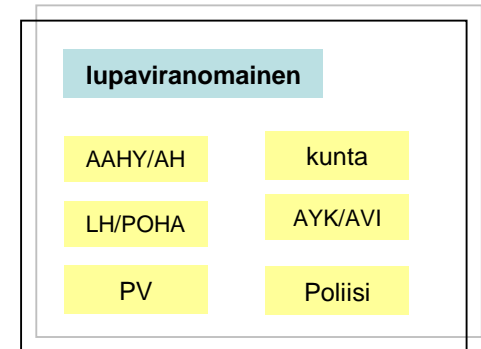 lupaviranomainen
AAHY/AH
kunta
LH/POHA
AYK/AVI
PV
Poliisi